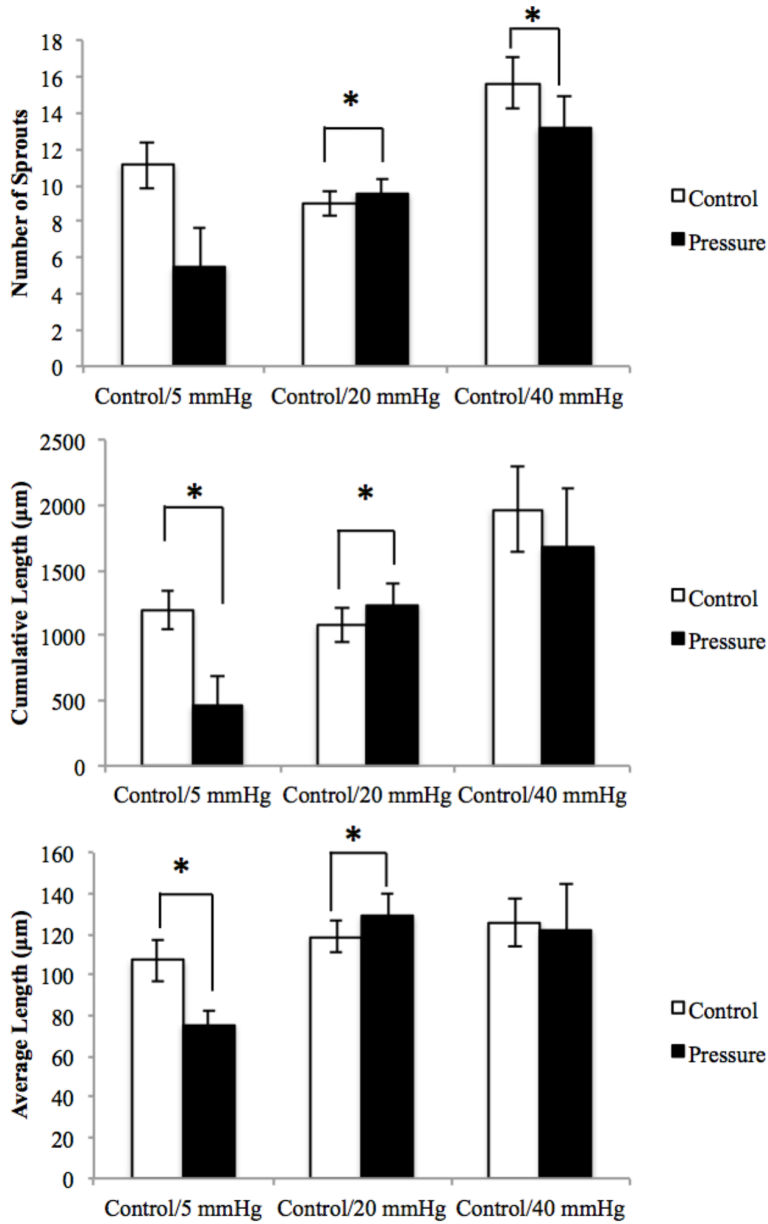 Number of Sprouts
18
16
14
12
10
8
6
4
2
0
*
*
Control/5 mmHg Control/20 mmHg Control/40 mmHg
Control
Pressure
Cumulative Length (µm)
2500
2000
1500
1000
500
0
*
*
Control/5 mmHg Control/20 mmHg Control/40 mmHg
Control
Pressure
Average Length (µm)
160
140
120
100
80
60
40
20
0
*
*
Control/5 mmHg Control/20 mmHg Control/40 mmHg
Control
Pressure